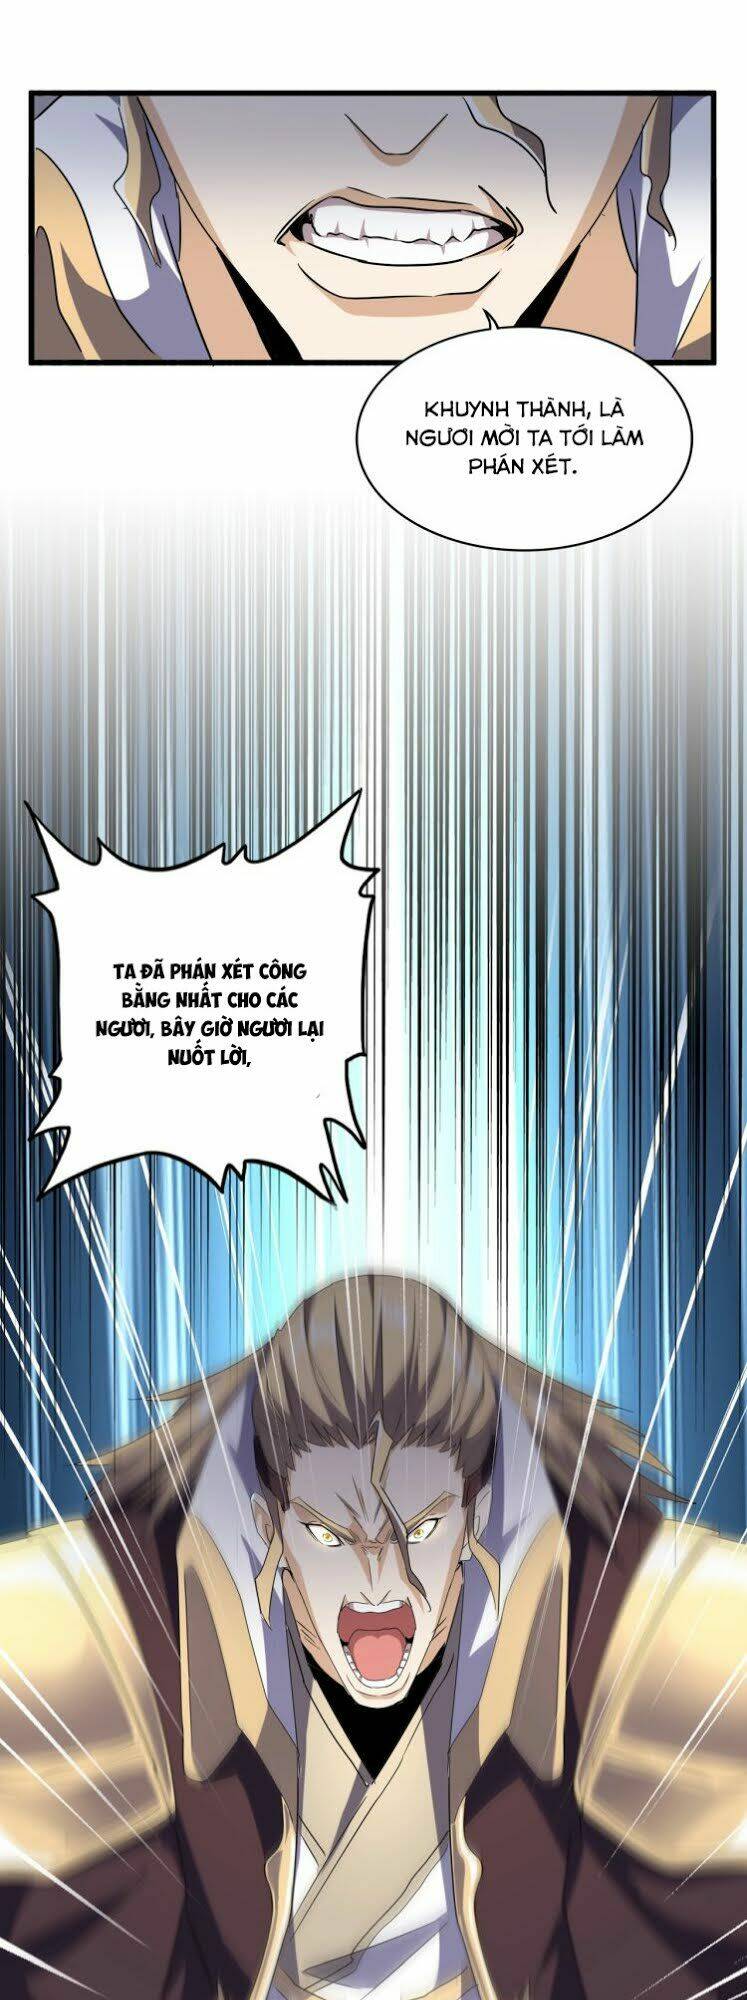 KHUYNH THÀNH, LÀ
NGƯƠI MỜI TA TỚI LÀM
PHÁN XÉT.
TA ĐÃ PHÁN XÉT CÔNG
BẰNG NHẤT CHO CÁC
NGƯƠI, BÂY GIỜ NGƯƠI LẠI
NUỐT LỜI,